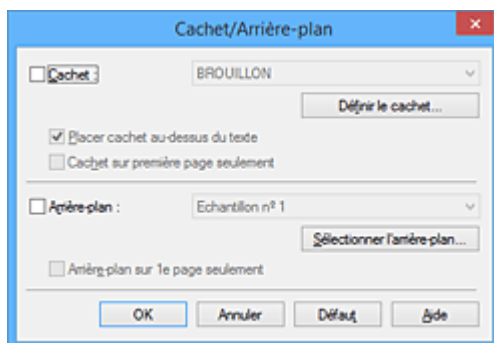 Cachet/Arrière-plan
Cachet : BROUILLON
Définir le cachet...
Placer cachet au-dessus du texte
Cachet sur première page seulement
Arrière-plan : Echantillon nº 1
Sélectionner l'arrière-plan...
Arrière-plan sur 1e page seulement
OK Annuler Défaut Aide